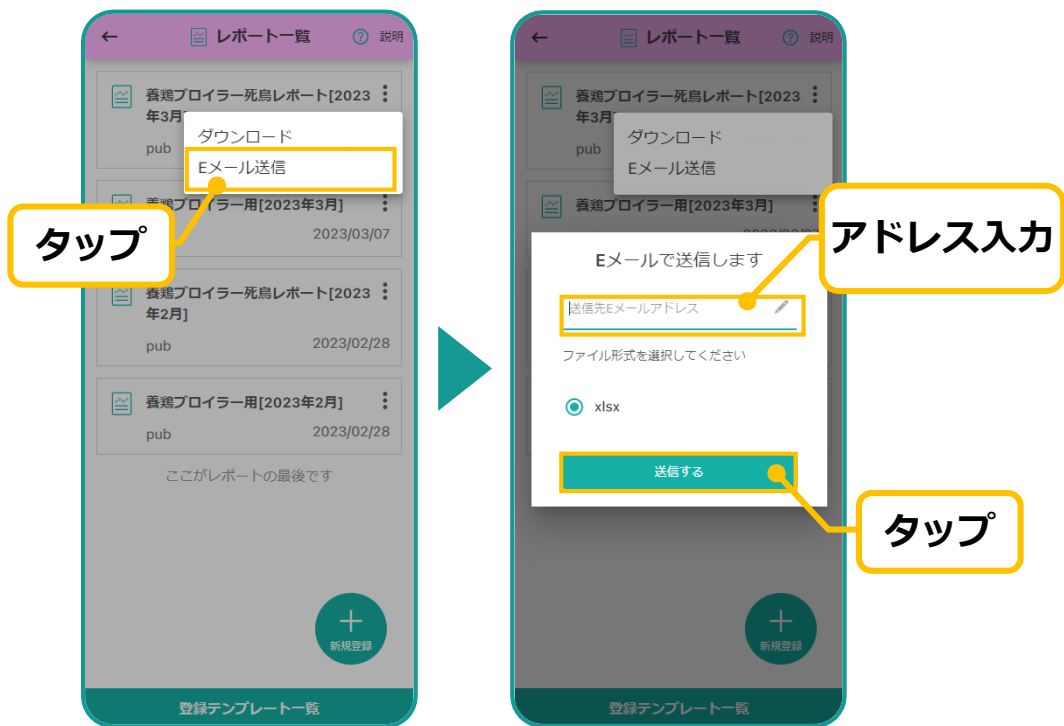 レポート一覧
説明
養鶏ブロイラー死鳥レポート[2023
年3月
pub
ダウンロード
Eメール送信
養鶏ブロイラー用[2023年3月]
2023/03/07
タップ
養鶏ブロイラー死鳥レポート[2023
年2月]
pub
2023/02/28
養鶏ブロイラー用[2023年2月]
pub
2023/02/28
ここがレポートの最後です
新規登録
登録テンプレート一覧
レポート一覧
説明
養鶏ブロイラー死鳥レポート[2023
年3月
pub
ダウンロード
Eメール送信
養鶏ブロイラー用[2023年3月]
アドレス入力
Eメールで送信します
送信先Eメールアドレス
ファイル形式を選択してください
xlsx
送信する
タップ
新規登録
登録テンプレート一覧